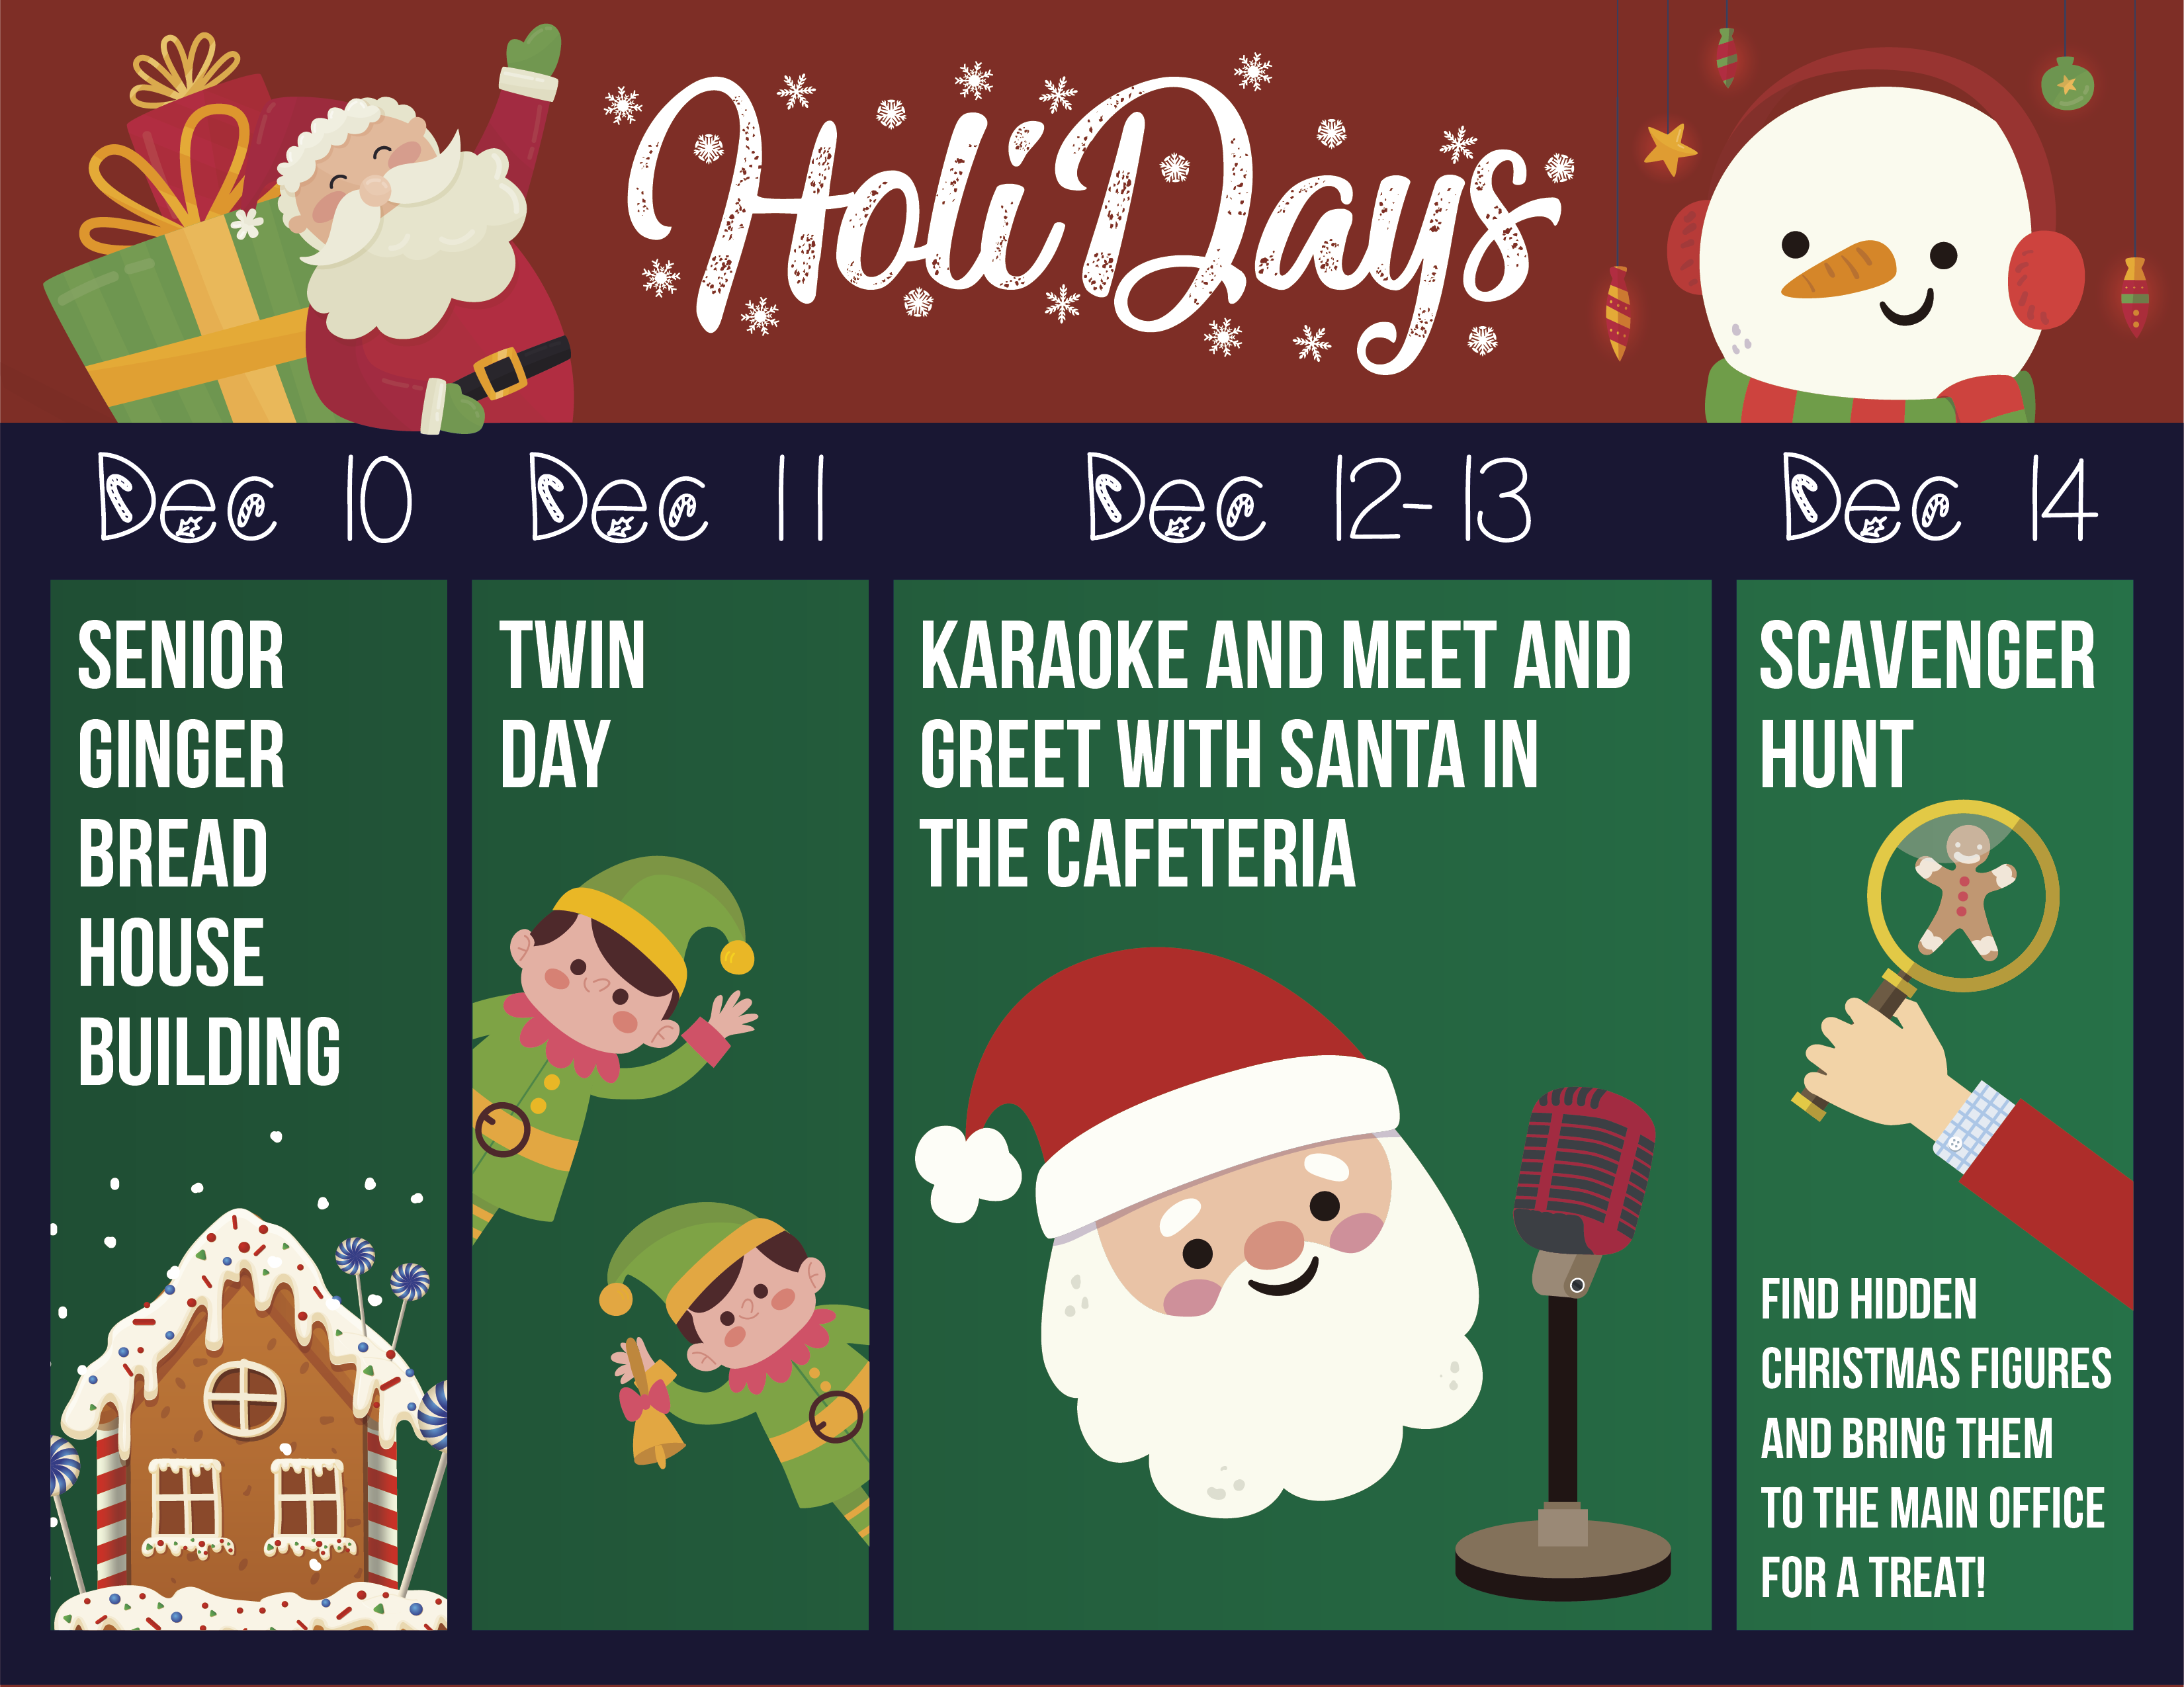 HoliDays
Dec 10
Dec 11
Dec 12-13
Dec 14
SENIOR
GINGER
BREAD
HOUSE
BUILDING
TWIN
DAY
KARAOKE AND MEET AND
GREET WITH SANTA IN
THE CAFETERIA
SCAVENGER
HUNT
FIND HIDDEN
CHRISTMAS FIGURES
AND BRING THEM
TO THE MAIN OFFICE
FOR A TREAT!